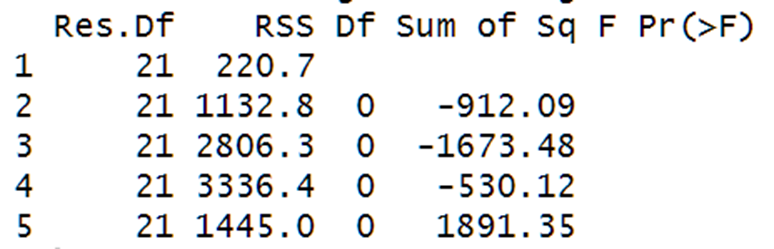 Res.Df RSS Df Sum of Sq F Pr(>F)
1 21 220.7
2 21 1132.8 0 -912.09
3 21 2806.3 0 -1673.48
4 21 3336.4 0 -530.12
5 21 1445.0 0 1891.35